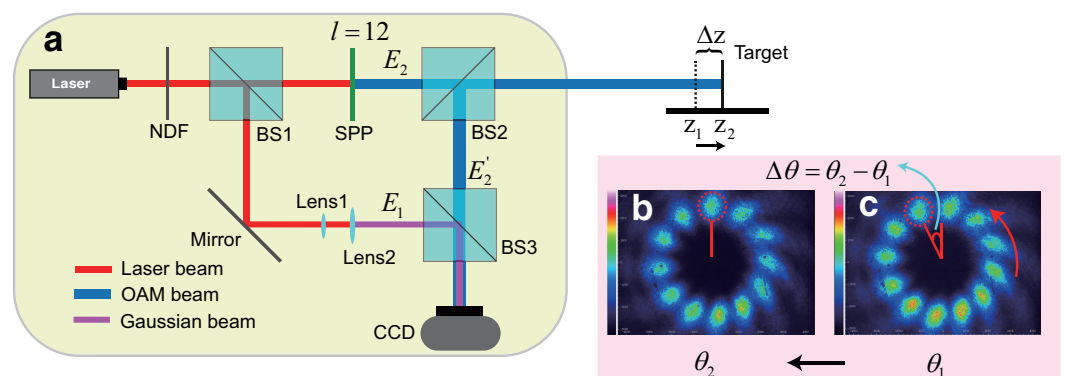 a
l = 12
Δz
Target
E₂
Laser
NDF
BS1
SPP
BS2
z₁
z₂
E₂'
Δθ = θ₂ − θ₁
Lens1
E₁
b
c
Mirror
Lens2
BS3
Laser beam
OAM beam
Gaussian beam
CCD
θ₂
θ₁